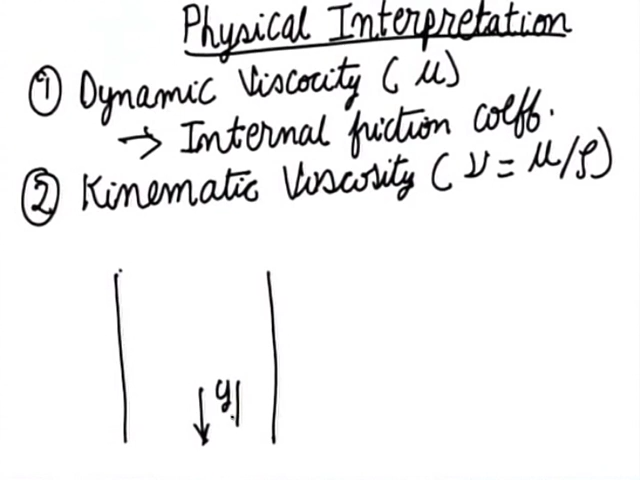 Physical Interpretation
① Dynamic Viscocity ( μ )
→ Internal friction coeff.
② Kinematic Viscosity ( ν = μ/ρ )
g